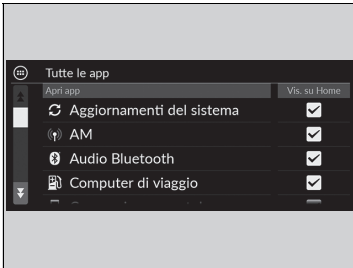 Tutte le app
Apri app Vis. su Home
Aggiornamenti del sistema
AM
Audio Bluetooth
Computer di viaggio